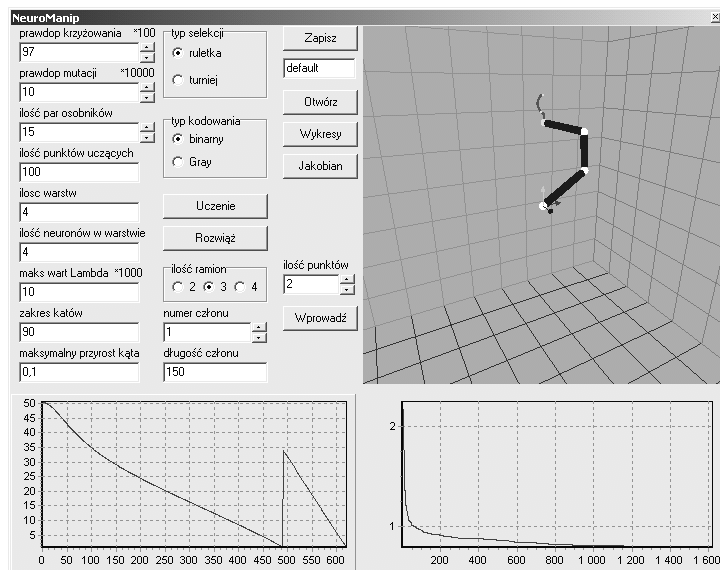 NeuroManip
prawdop krzyżowania *100
97
prawdop mutacji *10000
10
ilość par osobników
15
ilość punktów uczących
100
ilosc warstw
4
ilość neuronów w warstwie
4
maks wart Lambda *1000
10
zakres katów
90
maksymalny przyrost kąta
0,1
typ selekcji
ruletka
turniej
typ kodowania
binarny
Gray
Uczenie
Rozwiąż
ilość ramion
2 3 4
numer członu
1
długość członu
150
Zapisz
default
Otwórz
Wykresy
Jakobian
ilość punktów
2
Wprowadź
50
45
40
35
30
25
20
15
10
5
0 50 100 150 200 250 300 350 400 450 500 550 600
2
1
200 400 600 800 1 000 1 200 1 400 1 600